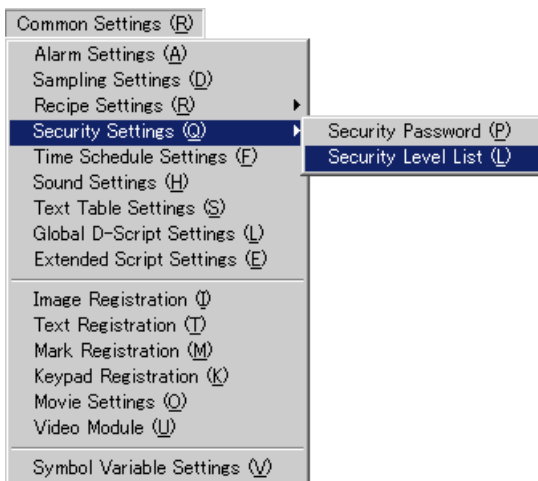 Common Settings (R)
Alarm Settings (A)
Sampling Settings (D)
Recipe Settings (R)
Security Settings (Q)
Security Password (P)
Time Schedule Settings (F)
Security Level List (L)
Sound Settings (H)
Text Table Settings (S)
Global D-Script Settings (L)
Extended Script Settings (E)
Image Registration (I)
Text Registration (T)
Mark Registration (M)
Keypad Registration (K)
Movie Settings (O)
Video Module (U)
Symbol Variable Settings (V)